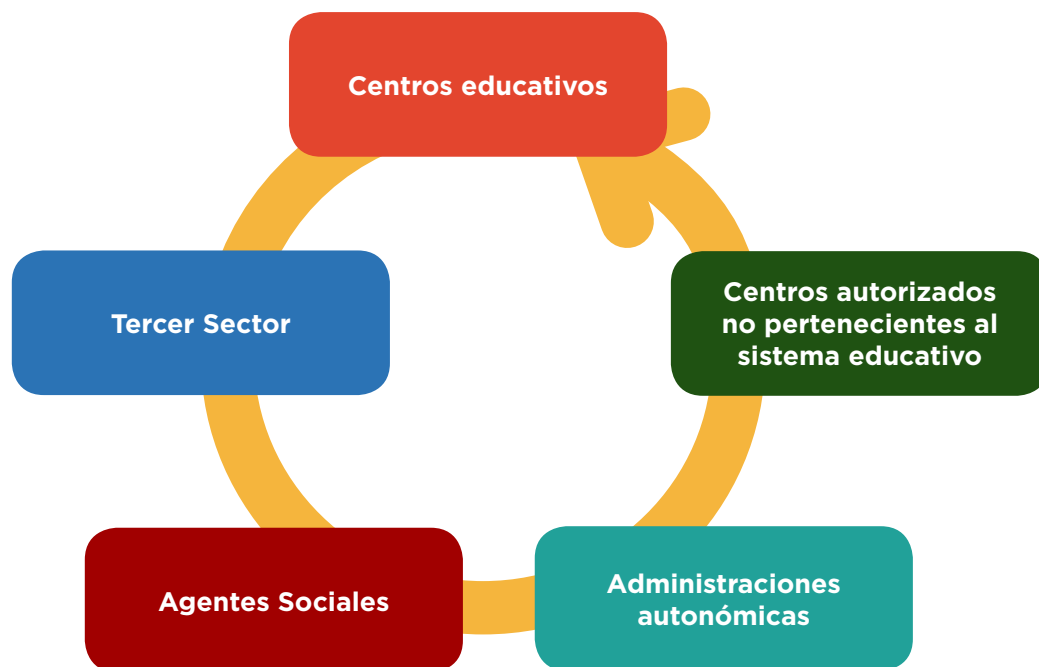 Centros educativos
Tercer Sector
Centros autorizados
no pertenecientes al
sistema educativo
Agentes Sociales
Administraciones
autonómicas